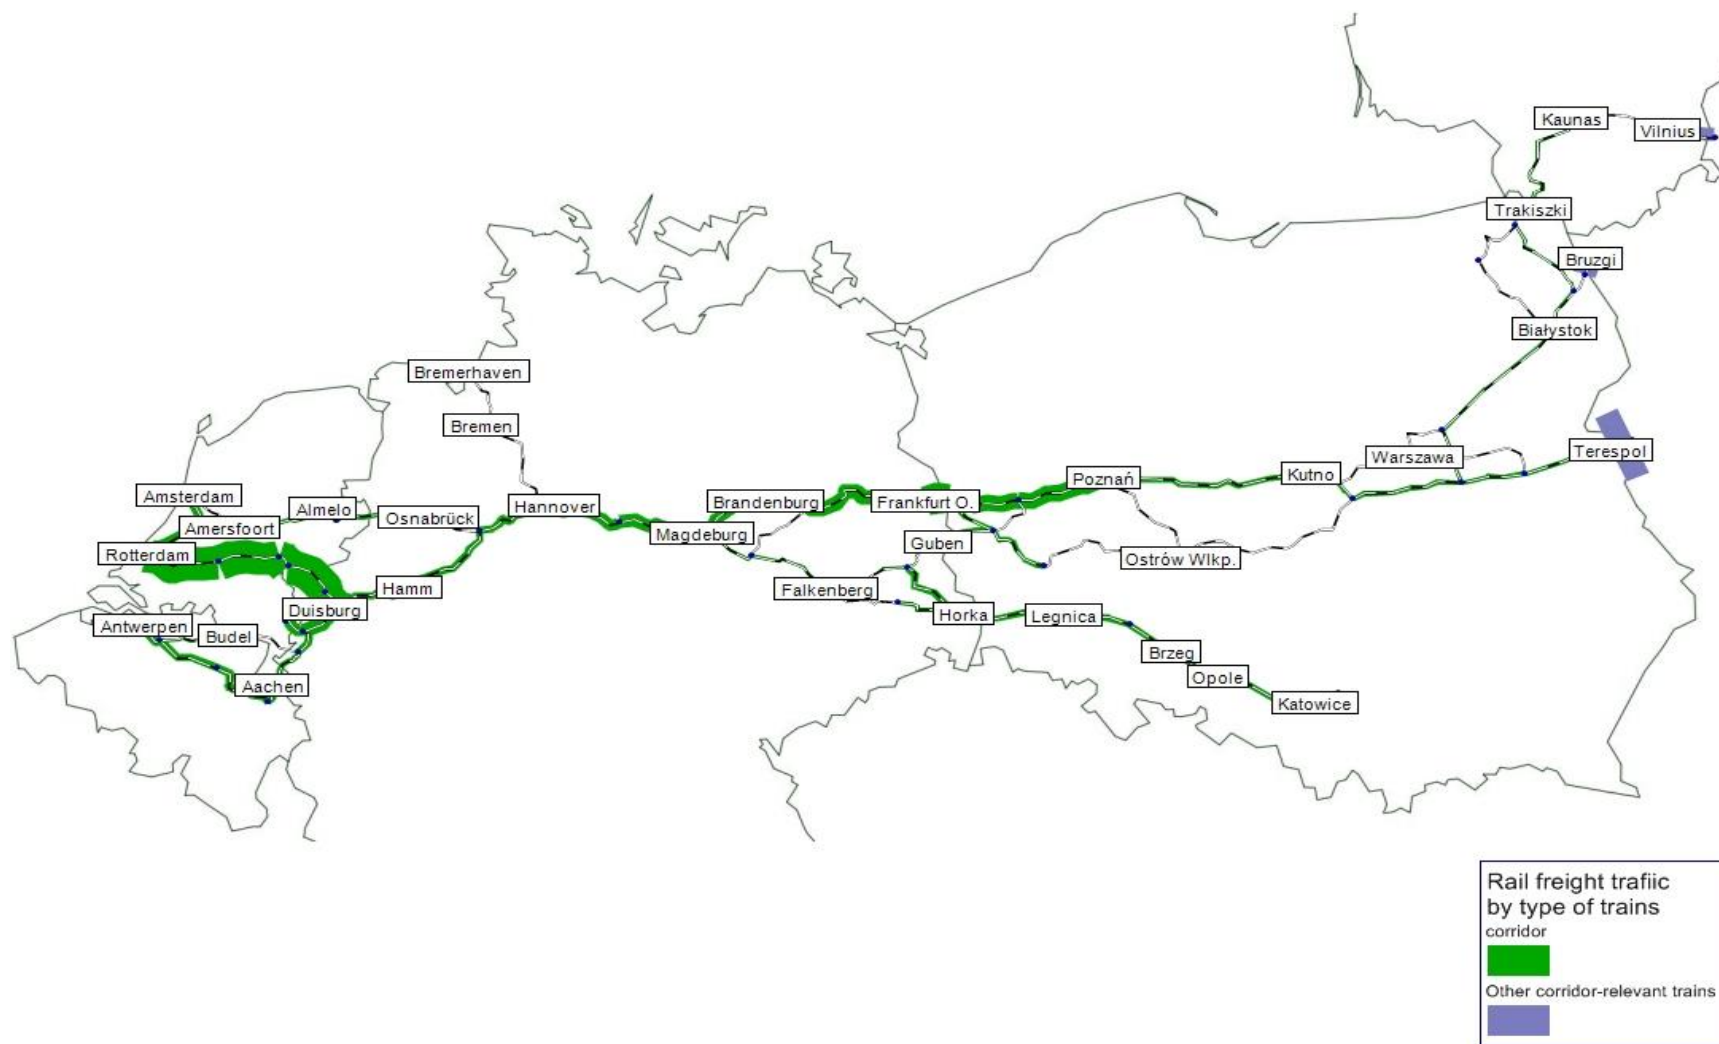 Kaunas
Vilnius
Trakiszki
Bruzgi
Białystok
Bremerhaven
Bremen
Warszawa
Terespol
Poznań
Kutno
Amsterdam
Almelo
Hannover
Brandenburg
Frankfurt O.
Amersfoort
Osnabrück
Magdeburg
Rotterdam
Guben
Ostrów Wlkp.
Hamm
Falkenberg
Duisburg
Horka
Legnica
Antwerpen
Budel
Brzeg
Aachen
Opole
Katowice
Rail freight trafiic
by type of trains
corridor
Other corridor-relevant trains